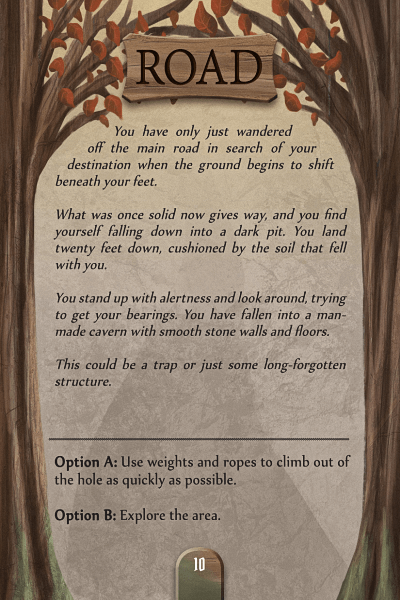 ROAD
You have only just wandered
off the main road in search of your
destination when the ground begins to shift
beneath your feet.
What was once solid now gives way, and you find
yourself falling down into a dark pit. You land
twenty feet down, cushioned by the soil that fell
with you.
You stand up with alertness and look around, trying
to get your bearings. You have fallen into a man-
made cavern with smooth stone walls and floors.
This could be a trap or just some long-forgotten
structure.
Option A: Use weights and ropes to climb out of
the hole as quickly as possible.
Option B: Explore the area.
10